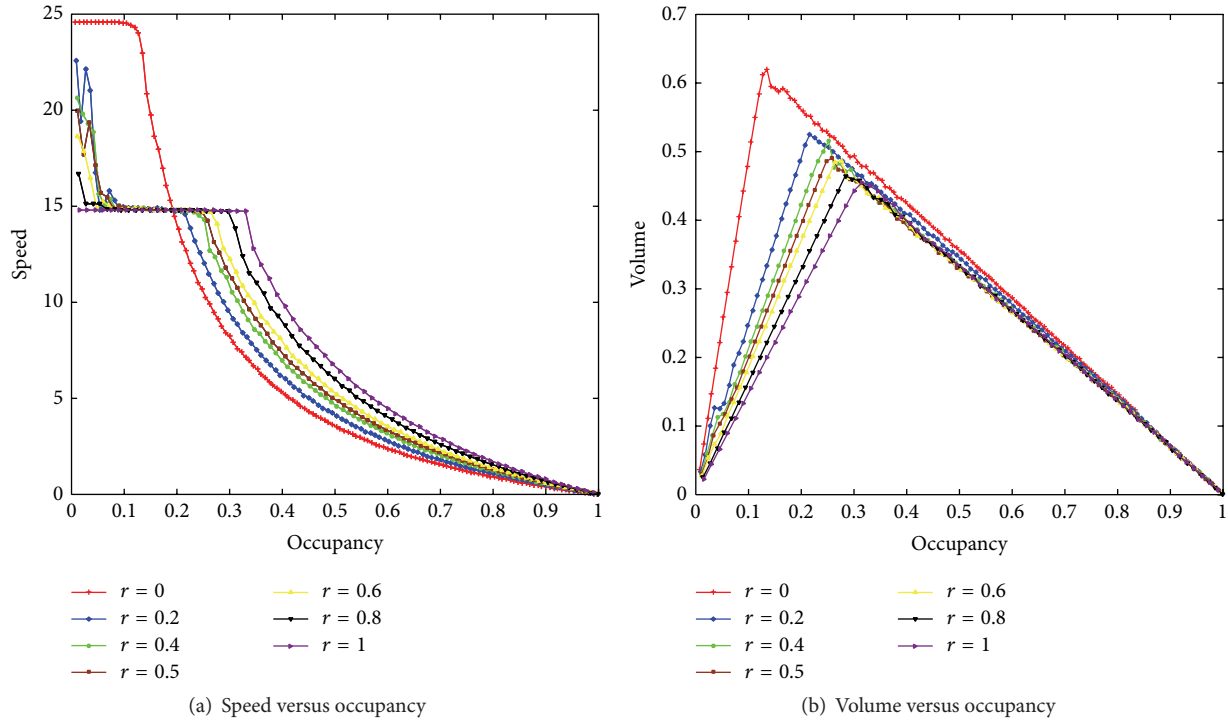 25
20
15
10
5
0
Speed
0 0.1 0.2 0.3 0.4 0.5 0.6 0.7 0.8 0.9 1
Occupancy
r = 0
r = 0.2
r = 0.4
r = 0.5
r = 0.6
r = 0.8
r = 1
(a) Speed versus occupancy
0.7
0.6
0.5
0.4
0.3
0.2
0.1
0
Volume
0 0.1 0.2 0.3 0.4 0.5 0.6 0.7 0.8 0.9 1
Occupancy
r = 0
r = 0.2
r = 0.4
r = 0.5
r = 0.6
r = 0.8
r = 1
(b) Volume versus occupancy